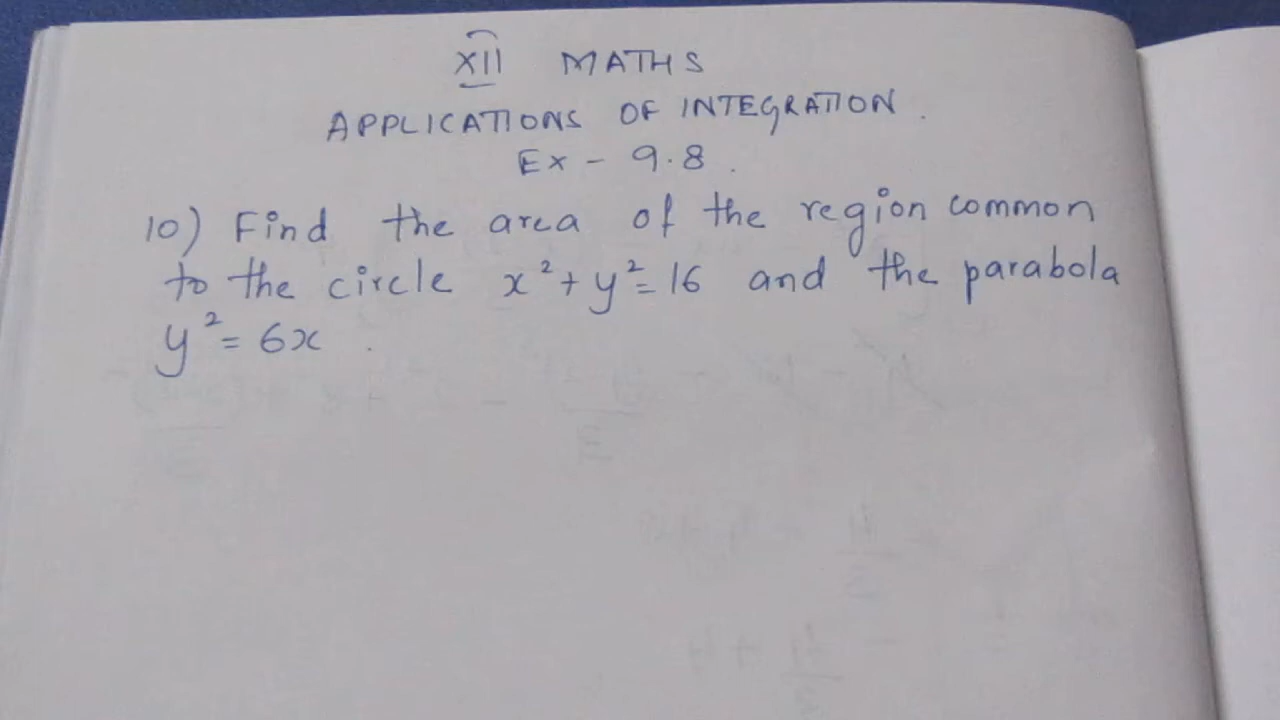 XII MATHS
APPLICATIONS OF INTEGRATION.
Ex - 9.8.
10) Find the area of the region common
to the circle x²+y²=16 and the parabola
y²= 6x.